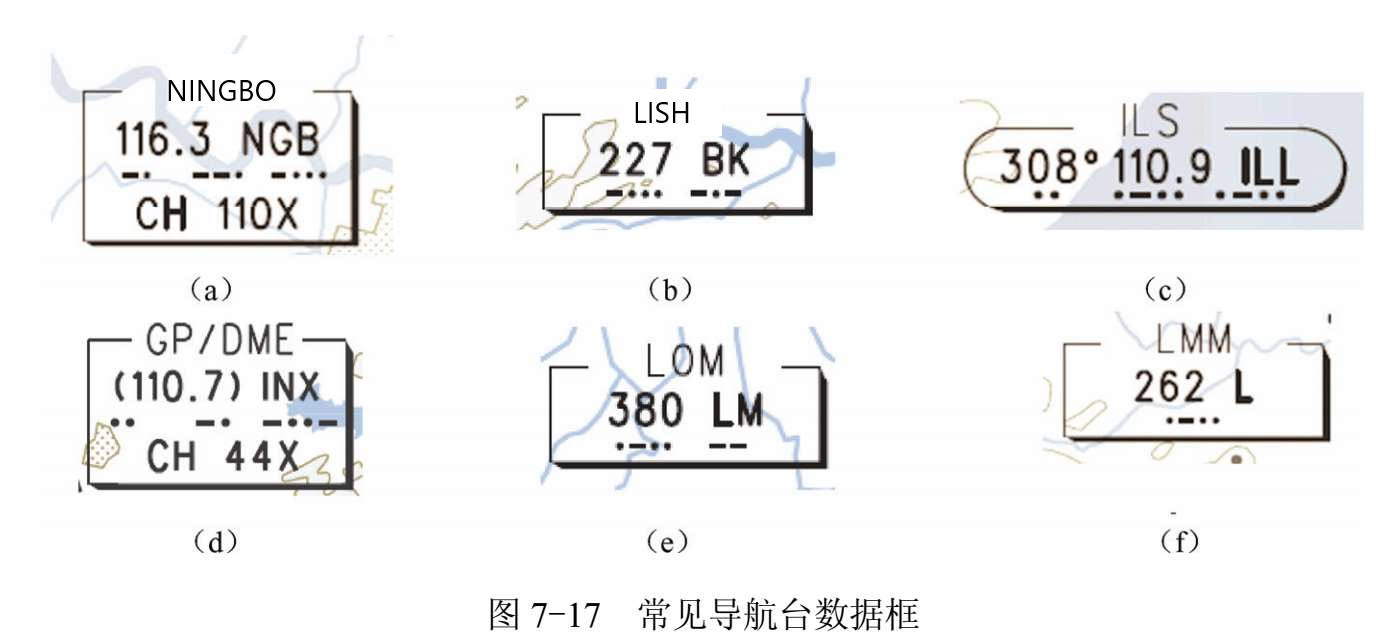 NINGBO
116.3 NGB
CH 110X
(a)
LISH
227 BK
(b)
ILS
308° 110.9 ILL
(c)
GP/DME
(110.7) INX
CH 44X
(d)
LOM
380 LM
(e)
LMM
262 L
(f)
图 7-17 常见导航台数据框